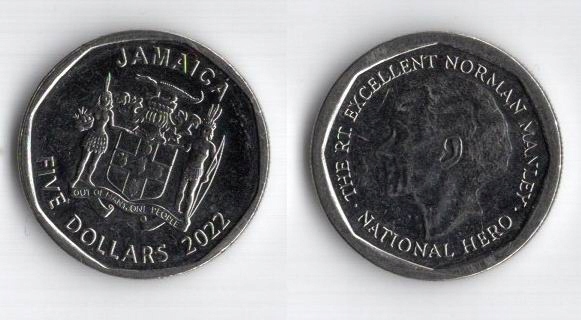 JAMAICA
OUT OF MANY, ONE PEOPLE
FIVE DOLLARS 2022
· THE RT. EXCELLENT NORMAN MANLEY ·
NATIONAL HERO